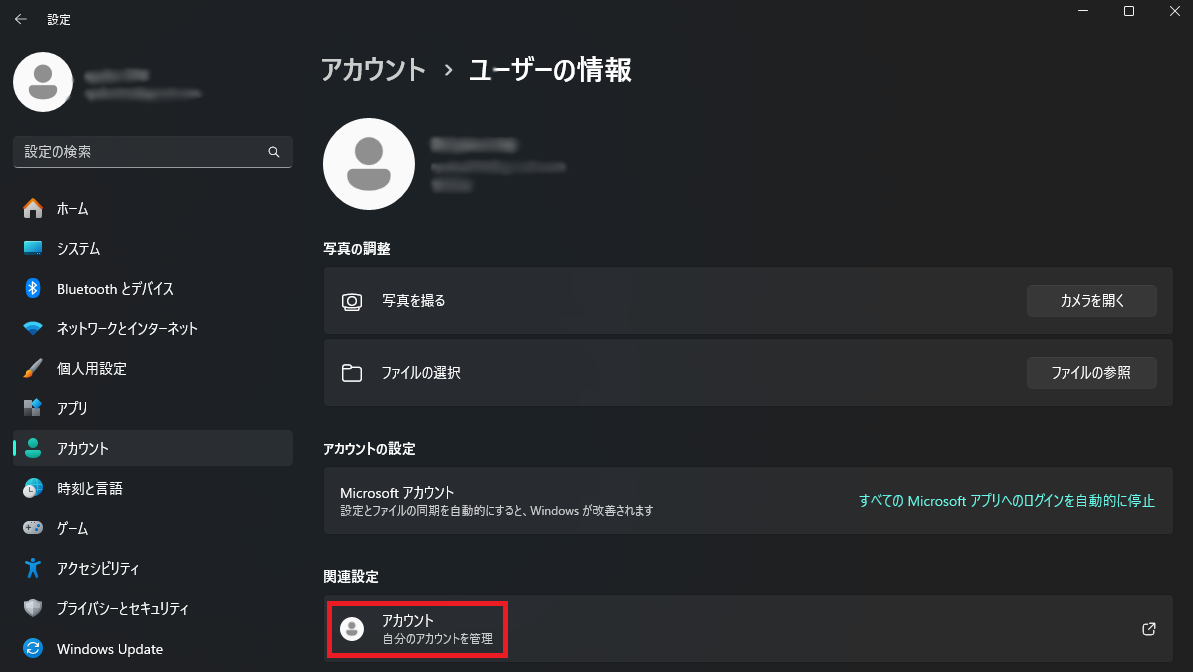 設定
設定の検索
ホーム
システム
Bluetooth とデバイス
ネットワークとインターネット
個人用設定
アプリ
アカウント
時刻と言語
ゲーム
アクセシビリティ
プライバシーとセキュリティ
Windows Update
アカウント › ユーザーの情報
写真の調整
写真を撮る
カメラを開く
ファイルの選択
ファイルの参照
アカウントの設定
Microsoft アカウント
設定とファイルの同期を自動的にすると、Windows が改善されます
すべての Microsoft アプリへのログインを自動的に停止
関連設定
アカウント
自分のアカウントを管理